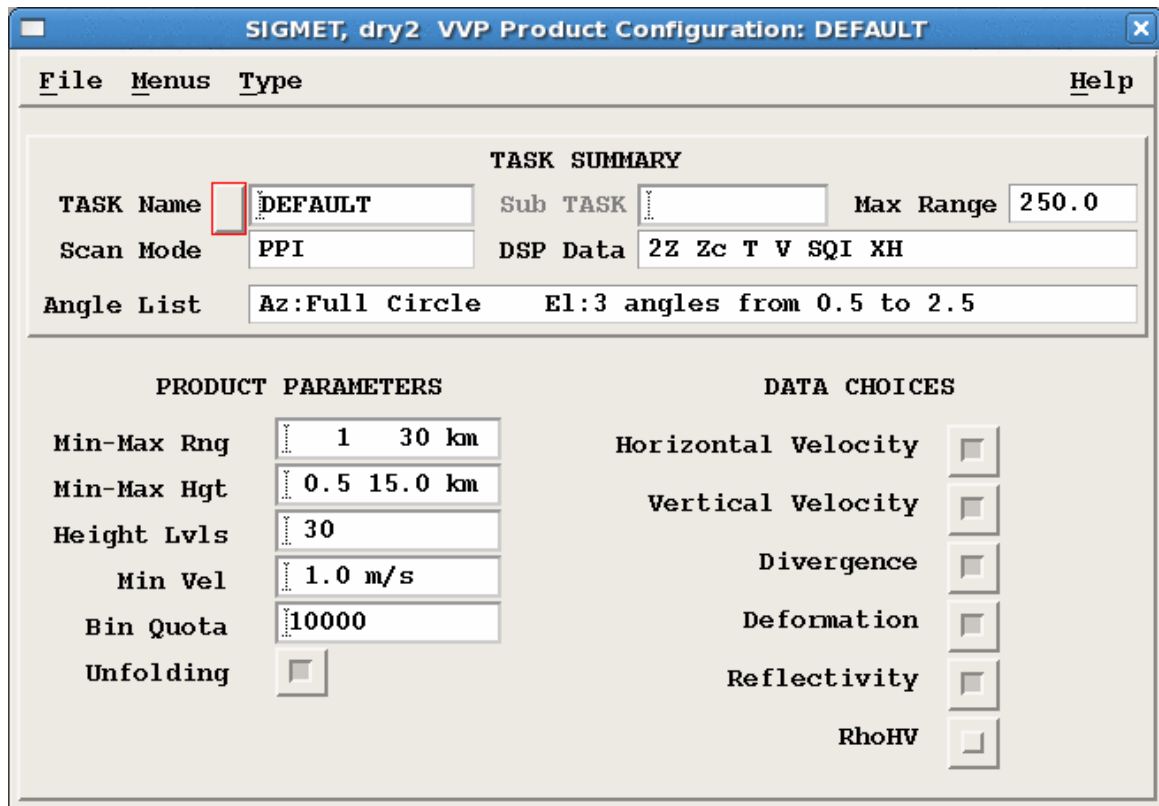 SIGMET, dry2 VVP Product Configuration: DEFAULT
File Menus Type Help
TASK SUMMARY
TASK Name DEFAULT Sub TASK Max Range 250.0
Scan Mode PPI DSP Data 2Z Zc T V SQI XH
Angle List Az:Full Circle El:3 angles from 0.5 to 2.5
PRODUCT PARAMETERS
Min-Max Rng 1 30 km
Min-Max Hgt 0.5 15.0 km
Height Lvls 30
Min Vel 1.0 m/s
Bin Quota 10000
Unfolding
DATA CHOICES
Horizontal Velocity
Vertical Velocity
Divergence
Deformation
Reflectivity
RhoHV